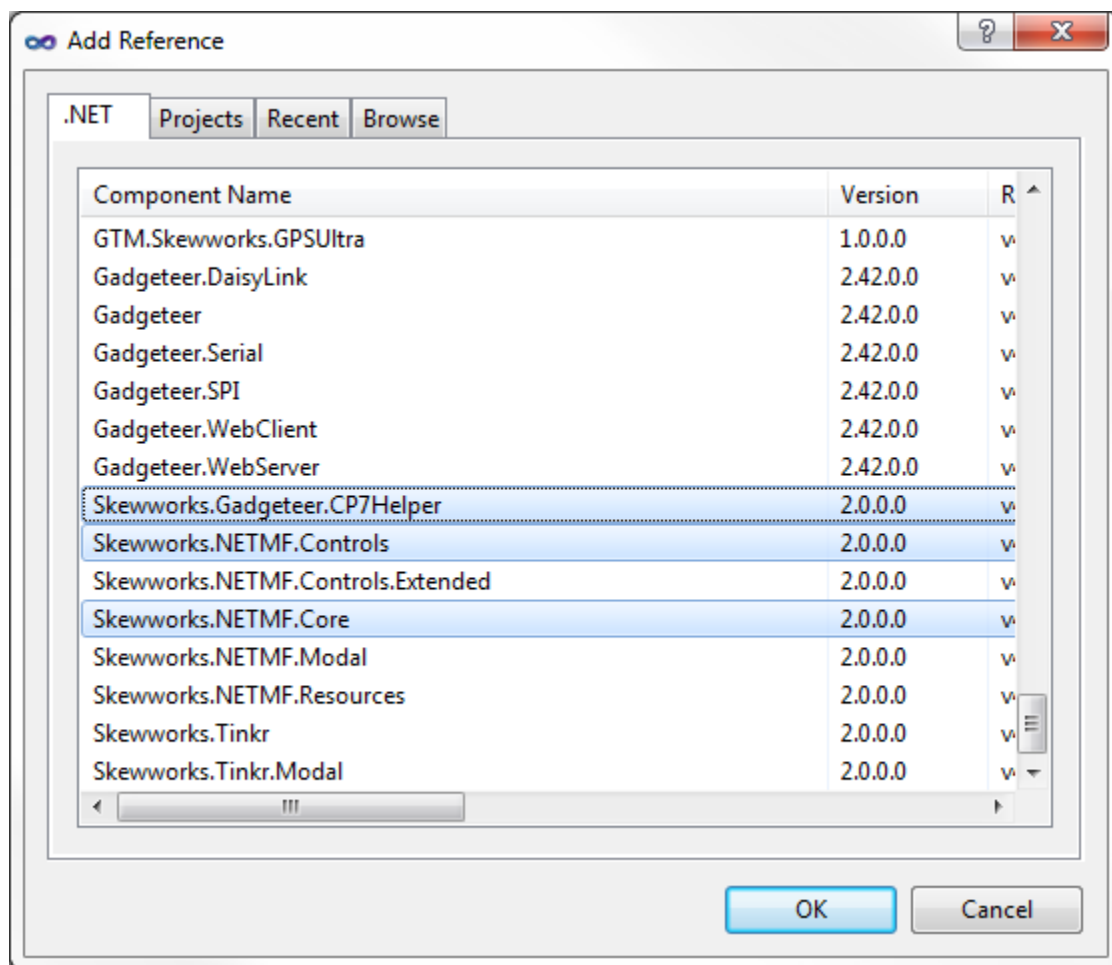 Add Reference
.NET Projects Recent Browse
Component Name Version R
GTM.Skewworks.GPSUltra 1.0.0.0 v
Gadgeteer.DaisyLink 2.42.0.0 v
Gadgeteer 2.42.0.0 v
Gadgeteer.Serial 2.42.0.0 v
Gadgeteer.SPI 2.42.0.0 v
Gadgeteer.WebClient 2.42.0.0 v
Gadgeteer.WebServer 2.42.0.0 v
Skewworks.Gadgeteer.CP7Helper 2.0.0.0 v
Skewworks.NETMF.Controls 2.0.0.0 v
Skewworks.NETMF.Controls.Extended 2.0.0.0 v
Skewworks.NETMF.Core 2.0.0.0 v
Skewworks.NETMF.Modal 2.0.0.0 v
Skewworks.NETMF.Resources 2.0.0.0 v
Skewworks.Tinkr 2.0.0.0 v
Skewworks.Tinkr.Modal 2.0.0.0 v
OK Cancel